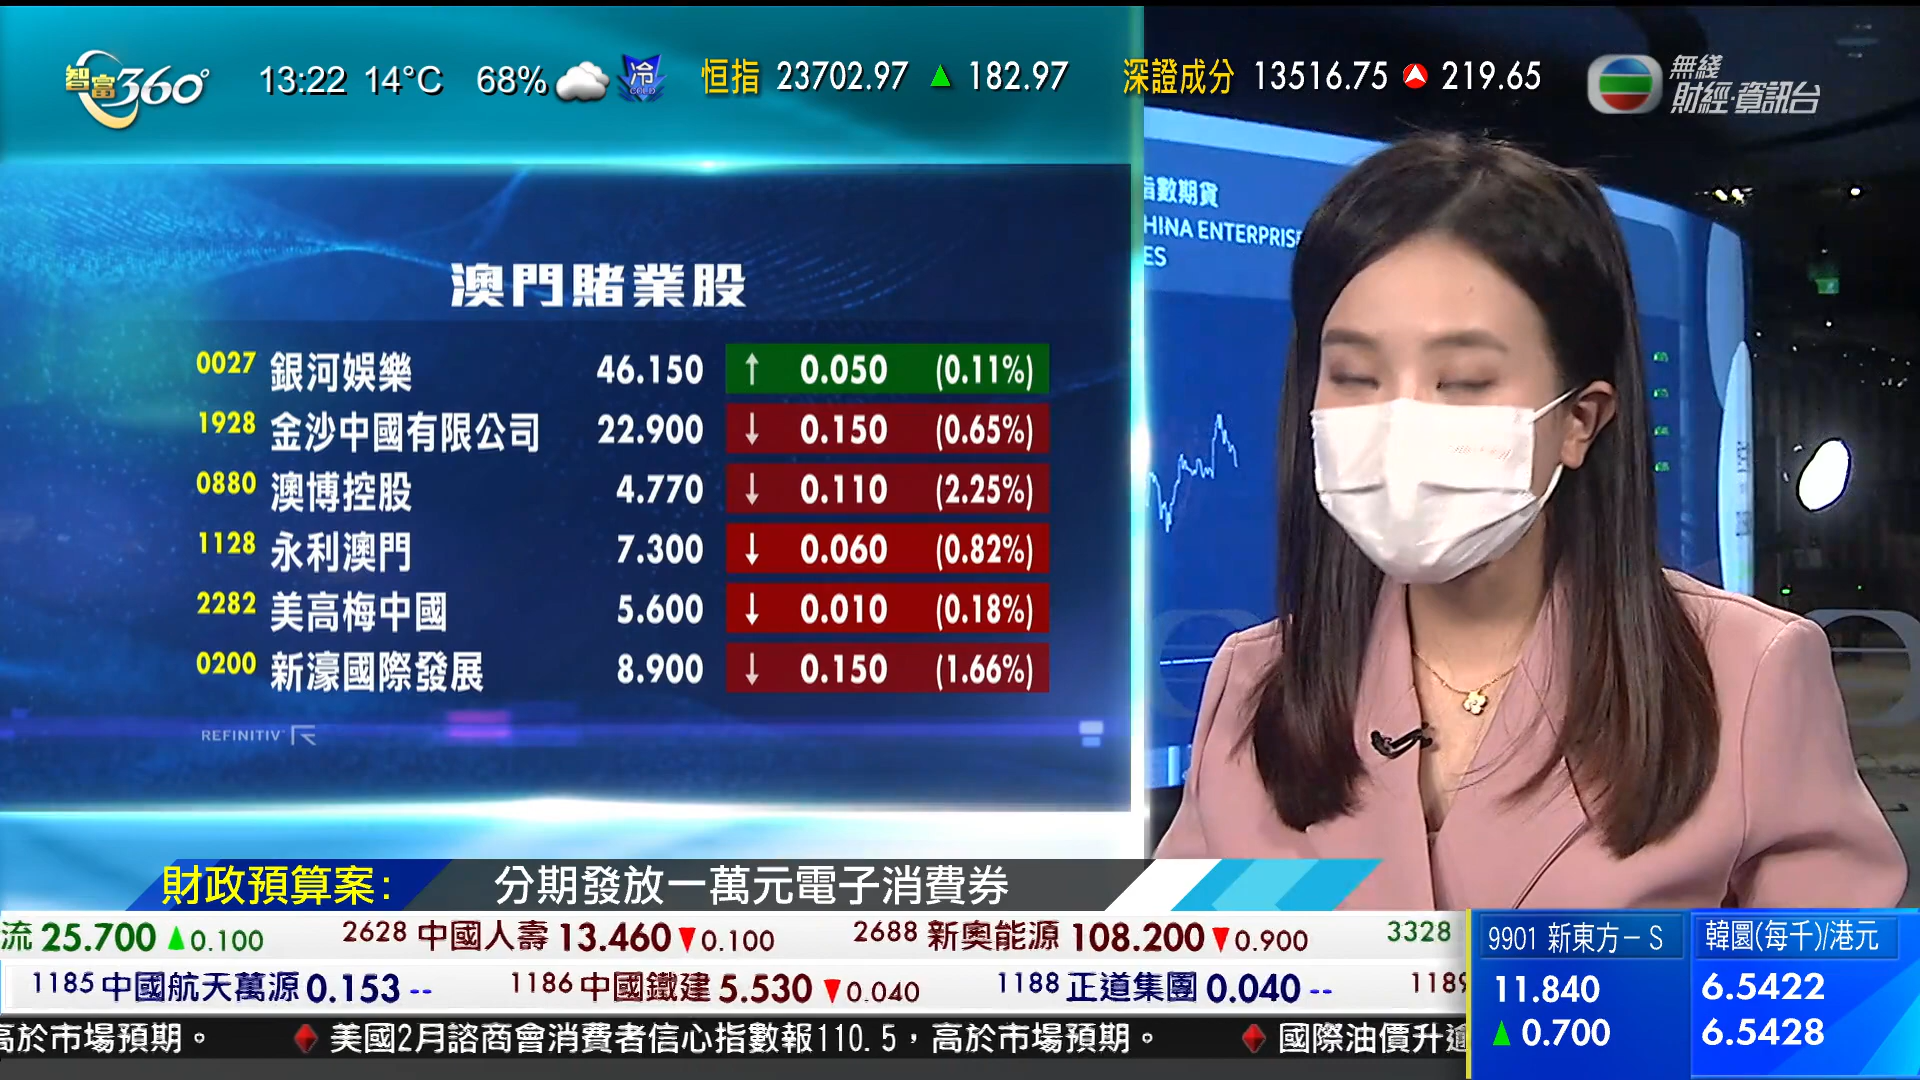 智富360°
13:22 14°C 68% 冷 COLD 恒指 23702.97 ▲ 182.97 深證成分 13516.75 219.65
無綫
財經·資訊台
指數期貨
HINA ENTERPRISE
ES
澳門賭業股
0027 銀河娛樂 46.150 ↑ 0.050 (0.11%)
1928 金沙中國有限公司 22.900 ↓ 0.150 (0.65%)
0880 澳博控股 4.770 ↓ 0.110 (2.25%)
1128 永利澳門 7.300 ↓ 0.060 (0.82%)
2282 美高梅中國 5.600 ↓ 0.010 (0.18%)
0200 新濠國際發展 8.900 ↓ 0.150 (1.66%)
REFINITIV
財政預算案: 分期發放一萬元電子消費券
流 25.700 ▲0.100 2628 中國人壽 13.460 ▼0.100 2688 新奧能源 108.200 ▼0.900 3328
1185 中國航天萬源 0.153 -- 1186 中國鐵建 5.530 ▼0.040 1188 正道集團 0.040 -- 1189
高於市場預期。 美國2月諮商會消費者信心指數報110.5，高於市場預期。 國際油價升逾
9901 新東方－S
11.840
▲ 0.700
韓圜(每千)/港元
6.5422
6.5428